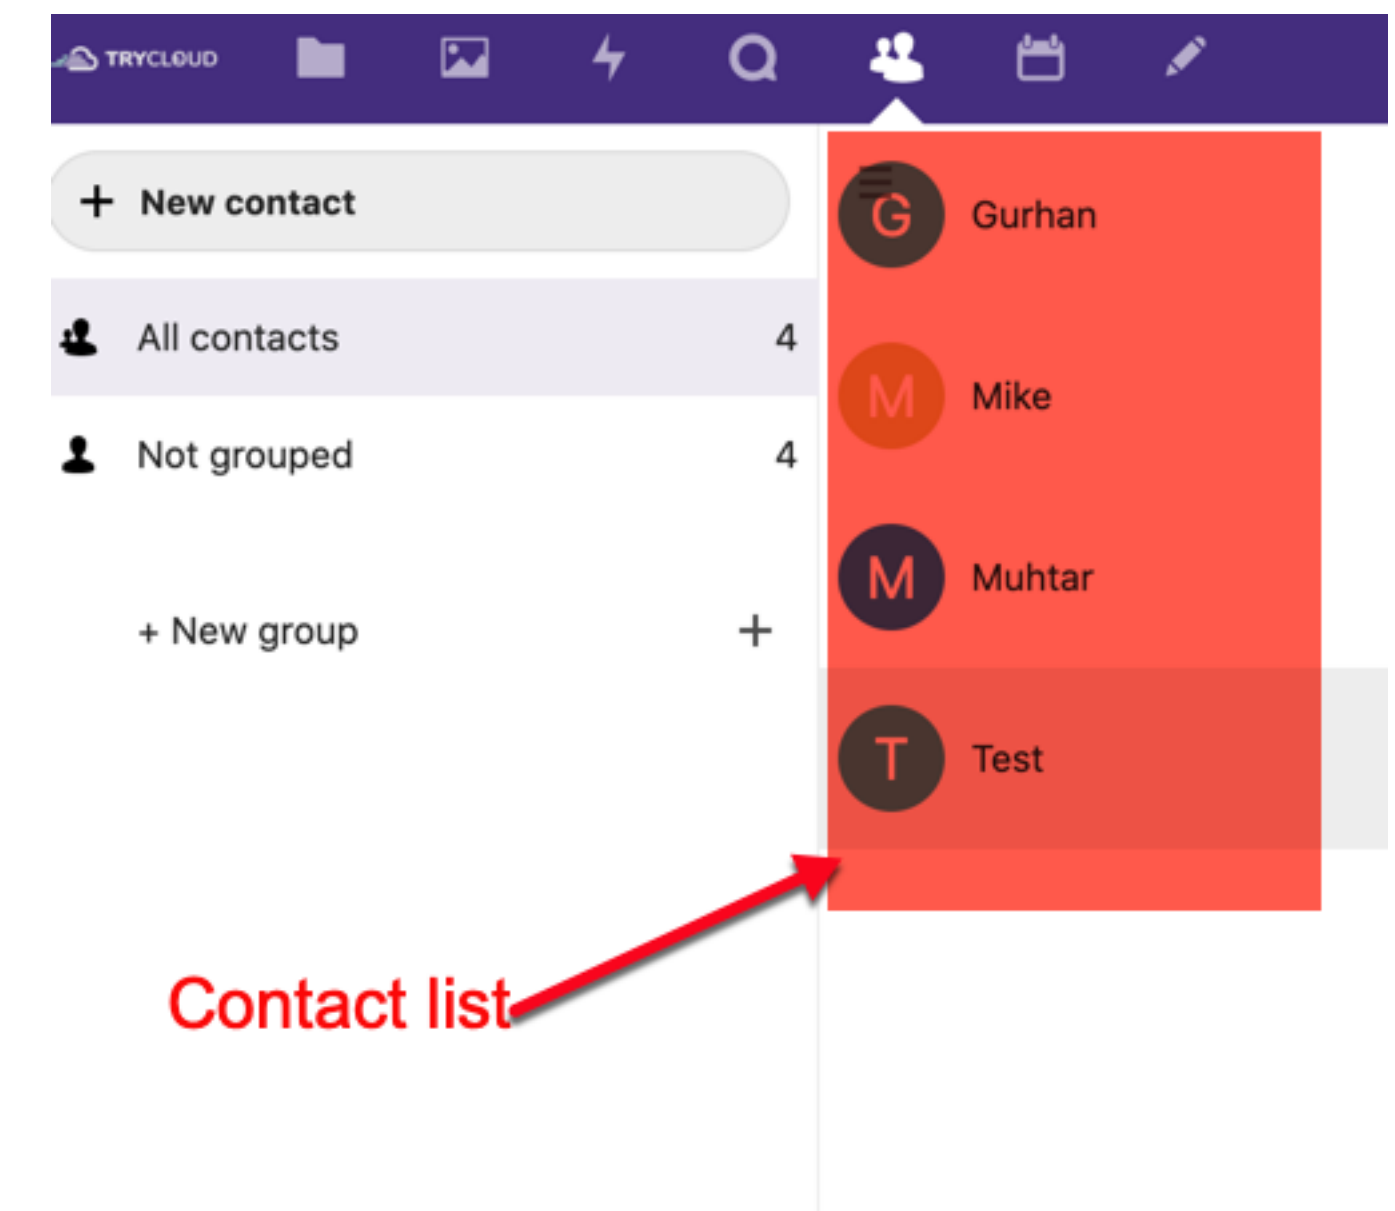 TRYCLOUD
+ New contact
All contacts 4
Not grouped 4
+ New group +
G Gurhan
M Mike
M Muhtar
T Test
Contact list